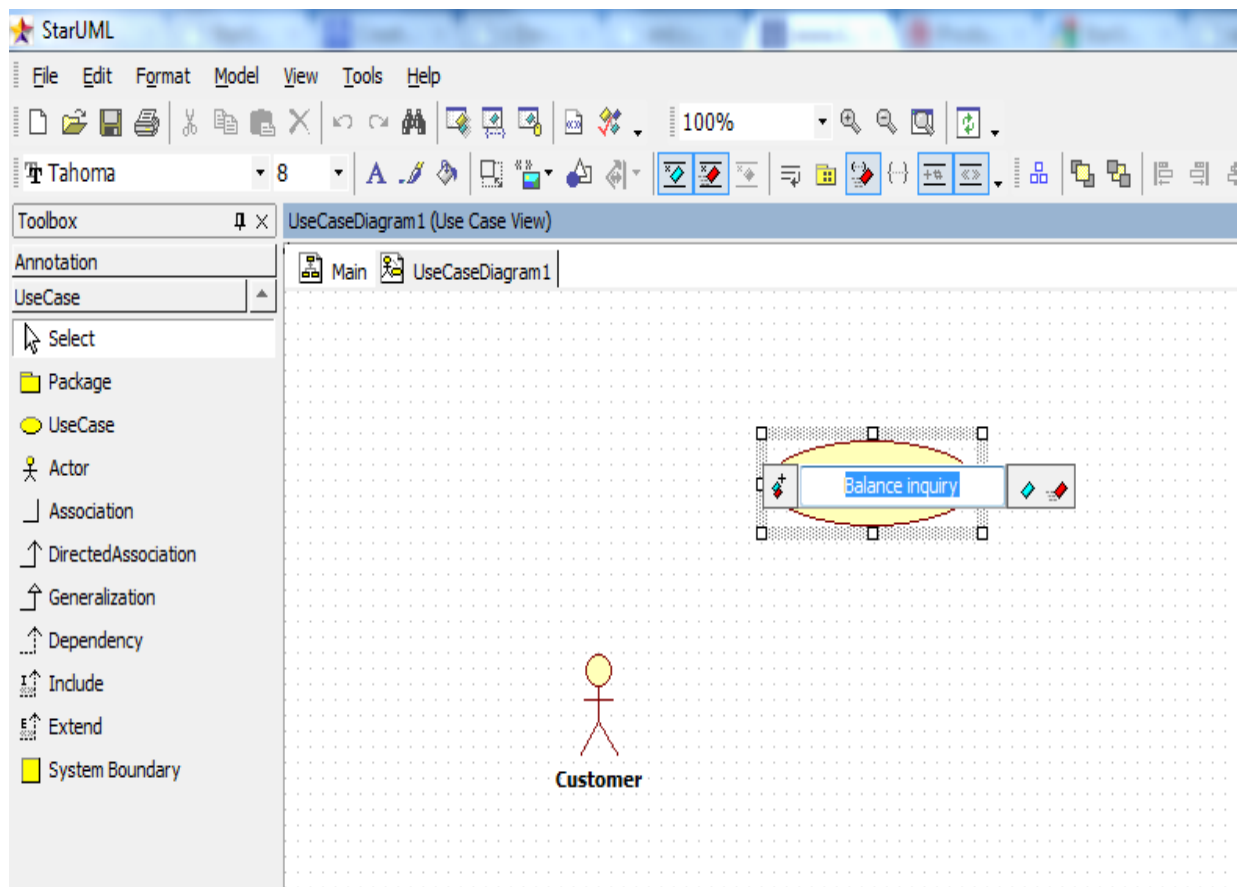 StarUML
File Edit Format Model View Tools Help
100%
Tahoma 8
Toolbox
UseCaseDiagram1 (Use Case View)
Annotation
Main UseCaseDiagram1
UseCase
Select
Package
UseCase
Actor
Association
DirectedAssociation
Generalization
Dependency
Include
Extend
System Boundary
Balance inquiry
Customer